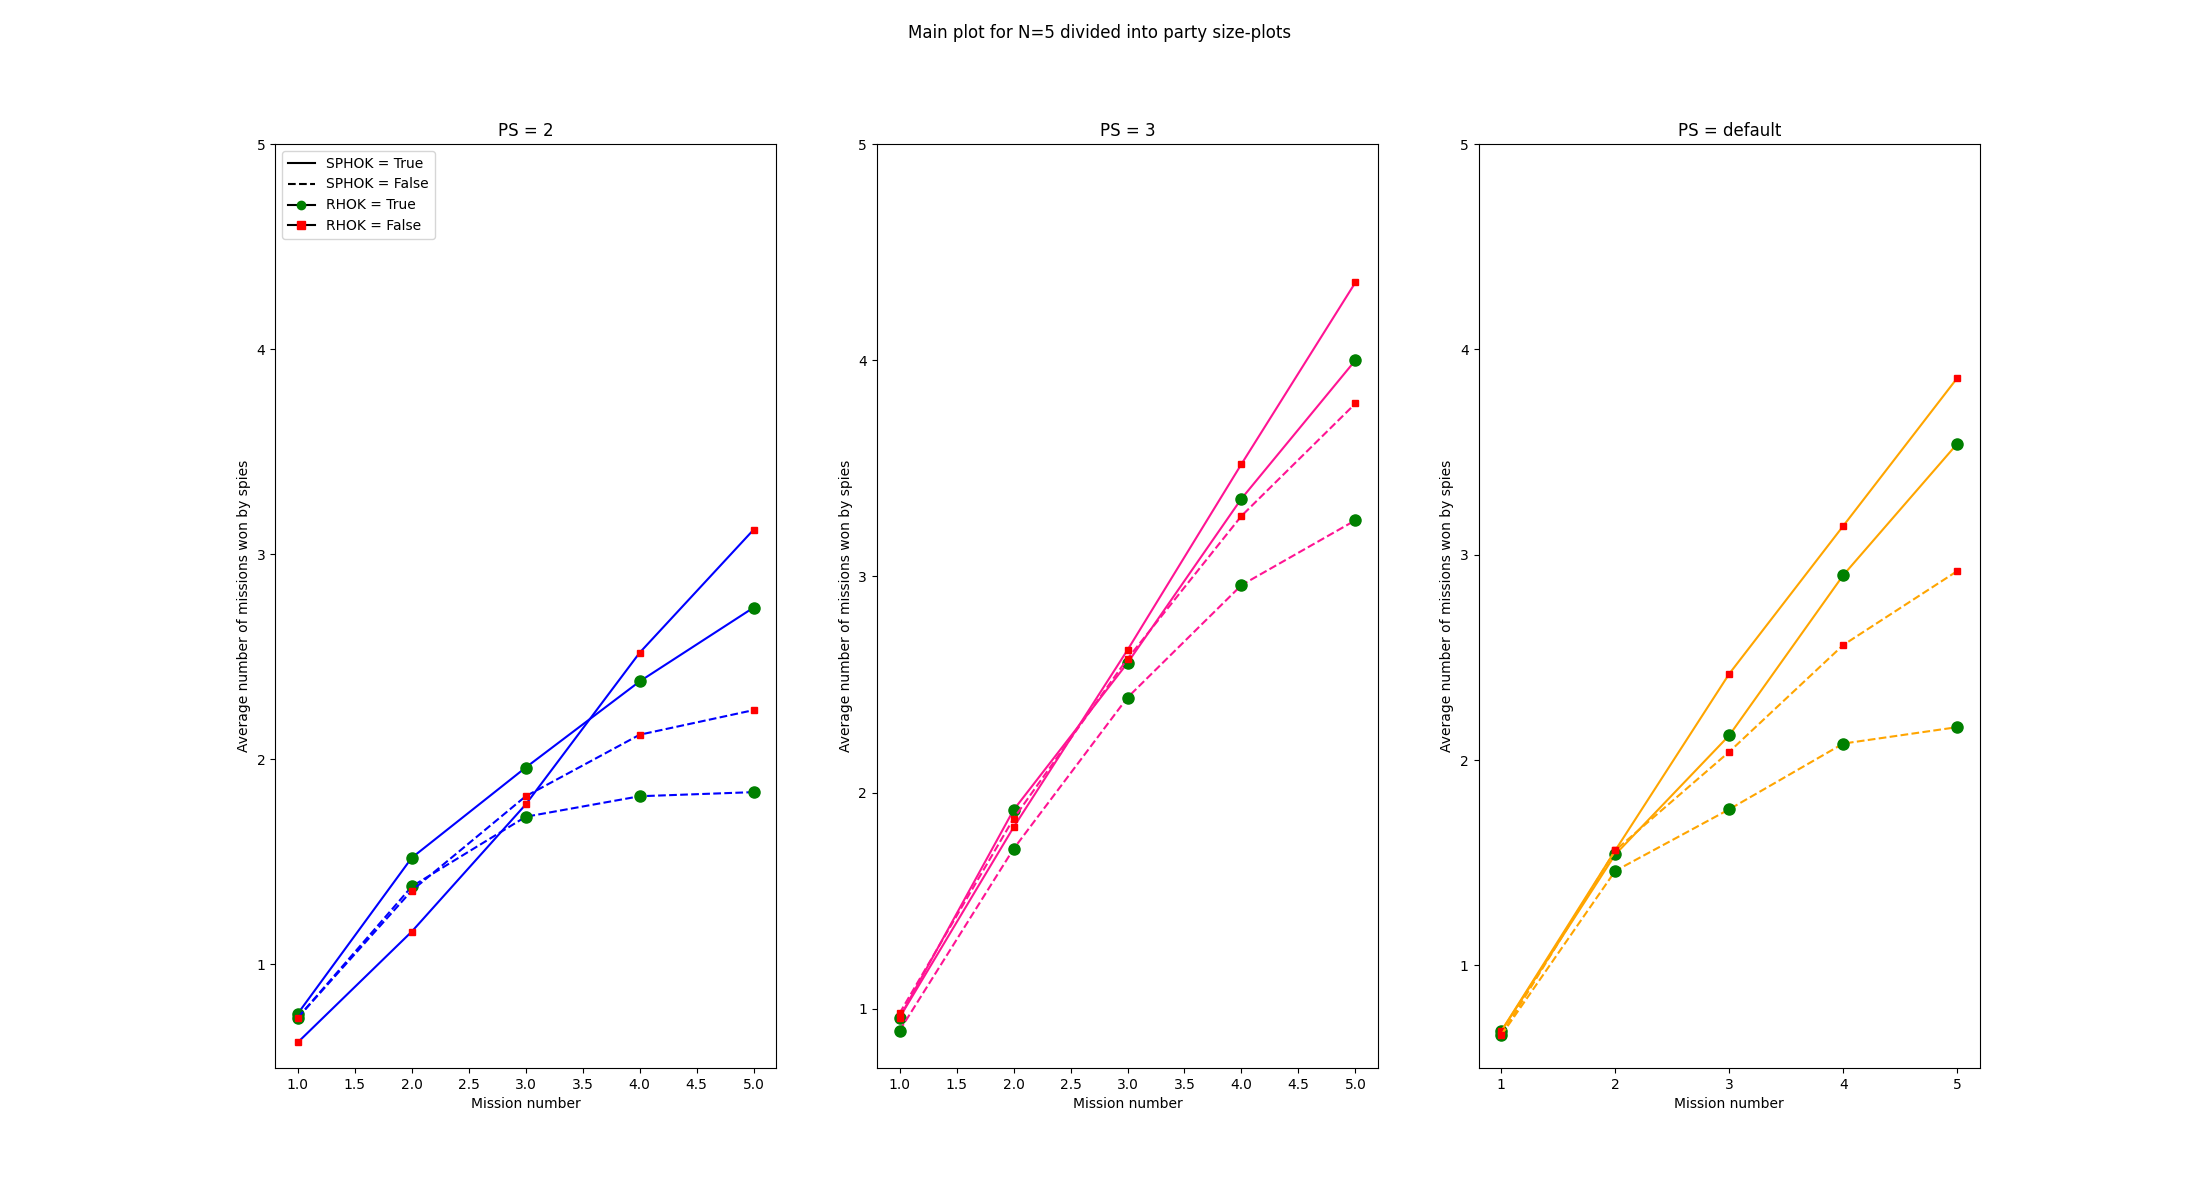 Main plot for N=5 divided into party size-plots
PS = 2
SPHOK = True
SPHOK = False
RHOK = True
RHOK = False
5
4
3
2
1
Average number of missions won by spies
1.0 1.5 2.0 2.5 3.0 3.5 4.0 4.5 5.0
Mission number
PS = 3
5
4
3
2
1
Average number of missions won by spies
1.0 1.5 2.0 2.5 3.0 3.5 4.0 4.5 5.0
Mission number
PS = default
5
4
3
2
1
Average number of missions won by spies
1 2 3 4 5
Mission number